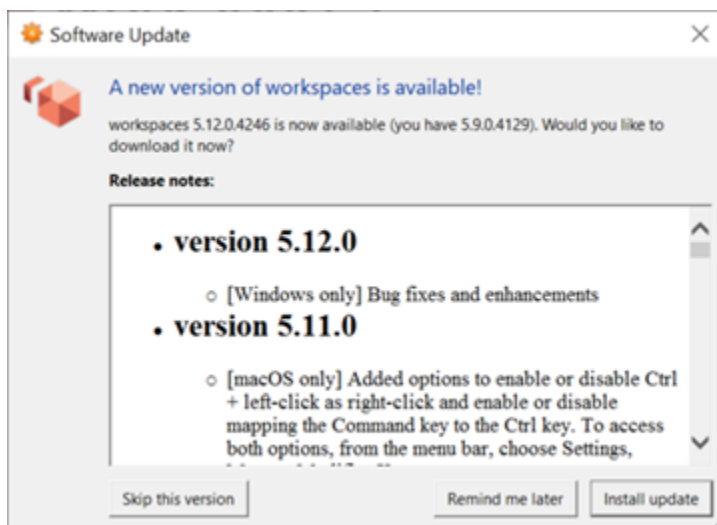 Software Update
A new version of workspaces is available!
workspaces 5.12.0.4246 is now available (you have 5.9.0.4129). Would you like to
download it now?
Release notes:
• version 5.12.0
○ [Windows only] Bug fixes and enhancements
• version 5.11.0
○ [macOS only] Added options to enable or disable Ctrl
+ left-click as right-click and enable or disable
mapping the Command key to the Ctrl key. To access
both options, from the menu bar, choose Settings,
Skip this version
Remind me later
Install update